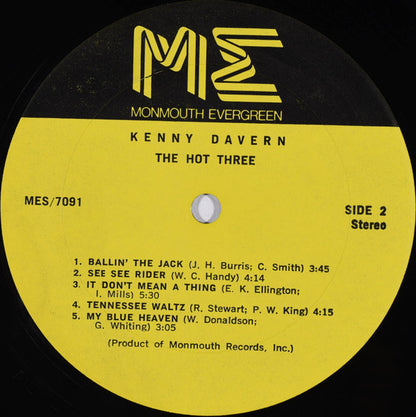 ME
MONMOUTH EVERGREEN
KENNY DAVERN
THE HOT THREE
MES/7091
SIDE 2
Stereo
1. BALLIN' THE JACK (J. H. Burris; C. Smith) 3:45
2. SEE SEE RIDER (W. C. Handy) 4:14
3. IT DON'T MEAN A THING (E. K. Ellington;
I. Mills) 5:30
4. TENNESSEE WALTZ (R. Stewart; P. W. King) 4:15
5. MY BLUE HEAVEN (W. Donaldson;
G. Whiting) 3:05
(Product of Monmouth Records, Inc.)